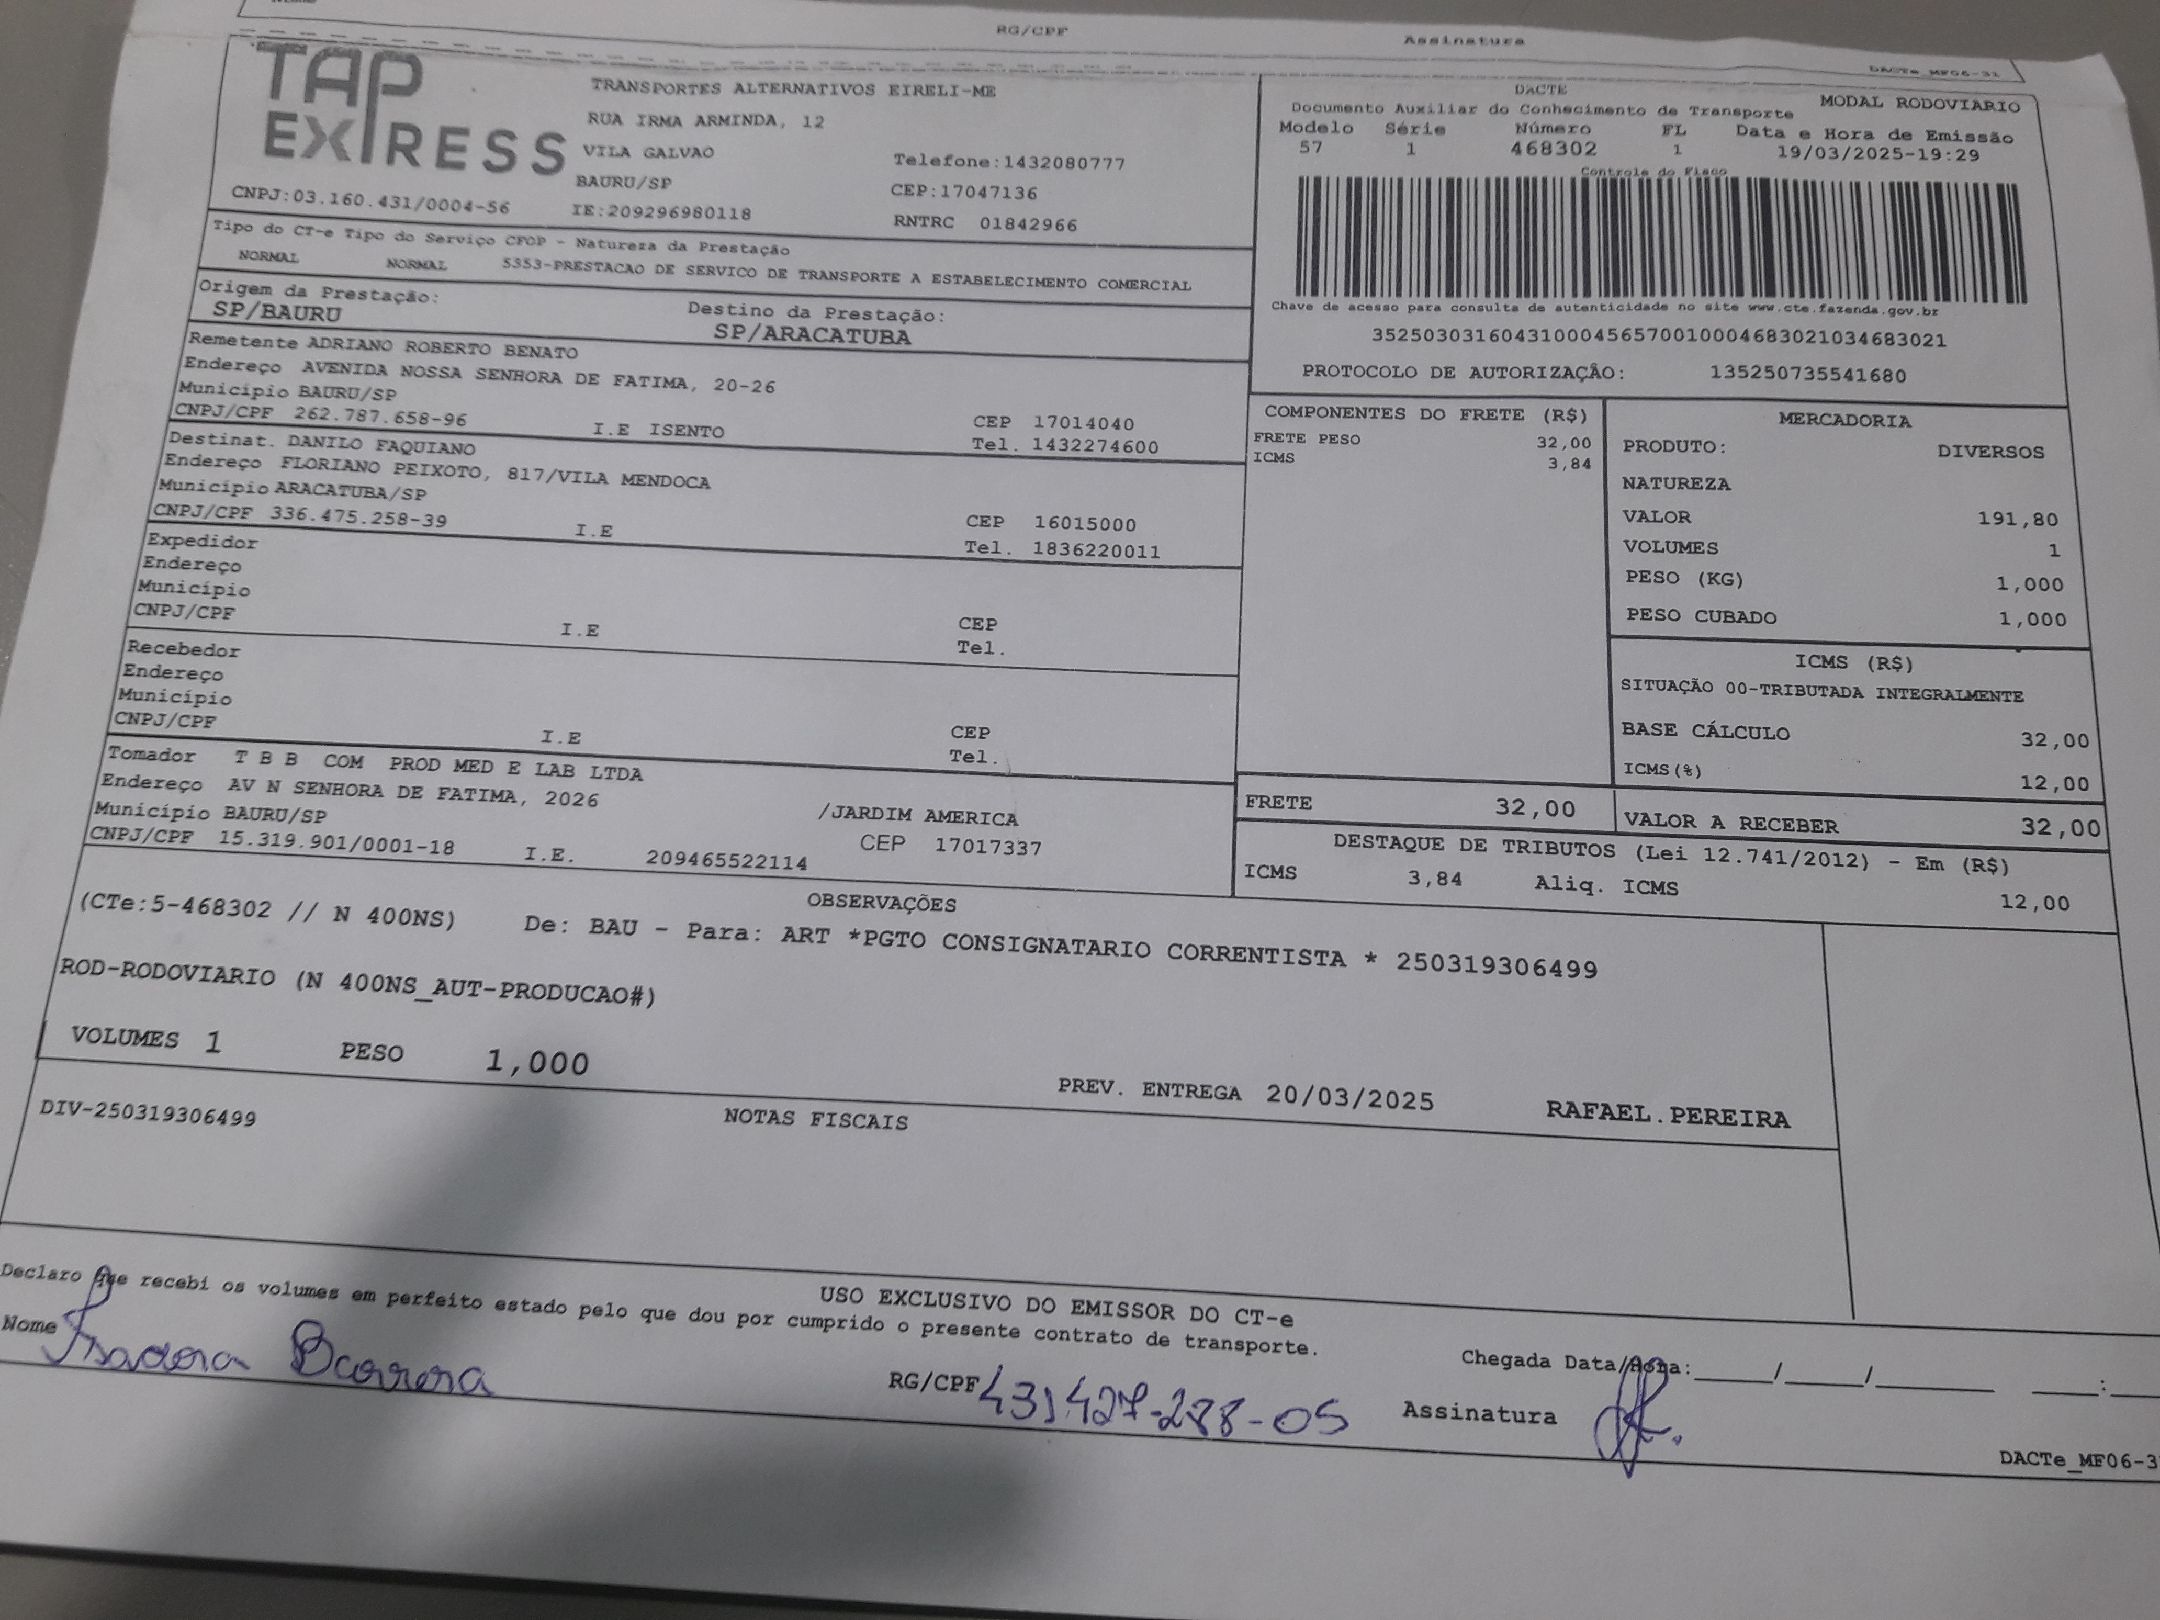 RG/CPF Assinatura
DACTe_MF06-31
TAP EXPRESS
TRANSPORTES ALTERNATIVOS EIRELI-ME
RUA IRMA ARMINDA, 12
VILA GALVAO Telefone:1432080777
BAURU/SP CEP:17047136
CNPJ:03.160.431/0004-56 IE:209296980118 RNTRC 01842966
DACTE
Documento Auxiliar do Conhecimento de Transporte MODAL RODOVIARIO
Modelo Série Número FL Data e Hora de Emissão
57 1 468302 1 19/03/2025-19:29
Controle do Fisco
Chave de acesso para consulta de autenticidade no site www.cte.fazenda.gov.br
35250303160431000456570010004683021034683021
PROTOCOLO DE AUTORIZAÇÃO: 135250735541680
Tipo do CT-e Tipo do Serviço CFOP - Natureza da Prestação
NORMAL NORMAL 5353-PRESTACAO DE SERVICO DE TRANSPORTE A ESTABELECIMENTO COMERCIAL
Origem da Prestação: Destino da Prestação:
SP/BAURU SP/ARACATUBA
Remetente ADRIANO ROBERTO BENATO
Endereço AVENIDA NOSSA SENHORA DE FATIMA, 20-26
Município BAURU/SP CEP 17014040
CNPJ/CPF 262.787.658-96 I.E ISENTO Tel. 1432274600
Destinat. DANILO FAQUIANO
Endereço FLORIANO PEIXOTO, 817/VILA MENDOCA
Município ARACATUBA/SP CEP 16015000
CNPJ/CPF 336.475.258-39 I.E Tel. 1836220011
Expedidor
Endereço
Município CEP
CNPJ/CPF I.E Tel.
Recebedor
Endereço
Município CEP
CNPJ/CPF I.E Tel.
Tomador T B B COM PROD MED E LAB LTDA
Endereço AV N SENHORA DE FATIMA, 2026 /JARDIM AMERICA
Município BAURU/SP CEP 17017337
CNPJ/CPF 15.319.901/0001-18 I.E. 209465522114
COMPONENTES DO FRETE (R$)
FRETE PESO 32,00
ICMS 3,84
MERCADORIA
PRODUTO: DIVERSOS
NATUREZA
VALOR 191,80
VOLUMES 1
PESO (KG) 1,000
PESO CUBADO 1,000
ICMS (R$)
SITUAÇÃO 00-TRIBUTADA INTEGRALMENTE
BASE CÁLCULO 32,00
ICMS(%) 12,00
FRETE 32,00 VALOR A RECEBER 32,00
DESTAQUE DE TRIBUTOS (Lei 12.741/2012) - Em (R$)
ICMS 3,84 Aliq. ICMS 12,00
OBSERVAÇÕES
(CTe:5-468302 // N 400NS) De: BAU - Para: ART *PGTO CONSIGNATARIO CORRENTISTA * 250319306499
ROD-RODOVIARIO (N 400NS_AUT-PRODUCAO#)
VOLUMES 1 PESO 1,000 PREV. ENTREGA 20/03/2025 RAFAEL.PEREIRA
DIV-250319306499 NOTAS FISCAIS
USO EXCLUSIVO DO EMISSOR DO CT-e
Declaro que recebi os volumes em perfeito estado pelo que dou por cumprido o presente contrato de transporte.
Chegada Data/Hora:_____/_____/________ ____:
Nome Isadora RG/CPF 431427-288-05 Assinatura
DACTe_MF06-3